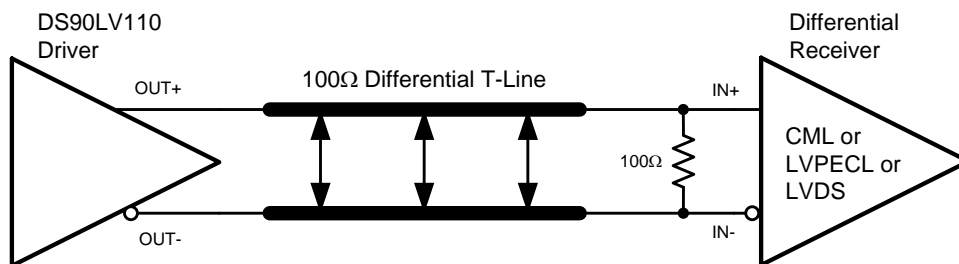 DS90LV110
Driver
Differential
Receiver
100Ω Differential T-Line
OUT+
IN+
100Ω
CML or
LVPECL or
LVDS
OUT-
IN-